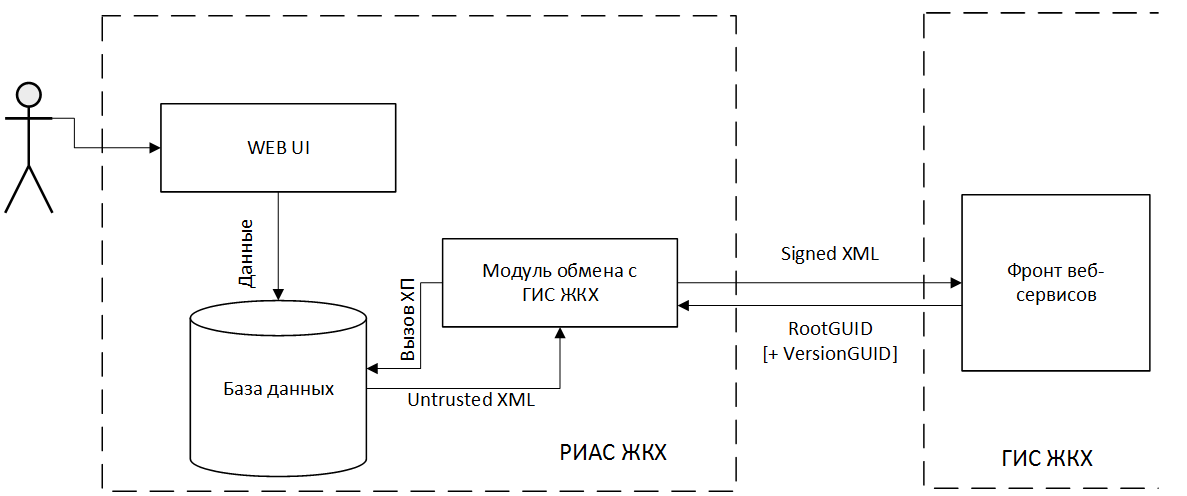 WEB UI
Данные
Модуль обмена с
ГИС ЖКХ
Вызов ХП
База данных
Untrusted XML
РИАС ЖКХ
Signed XML
RootGUID
[+ VersionGUID]
Фронт веб-
сервисов
ГИС ЖКХ